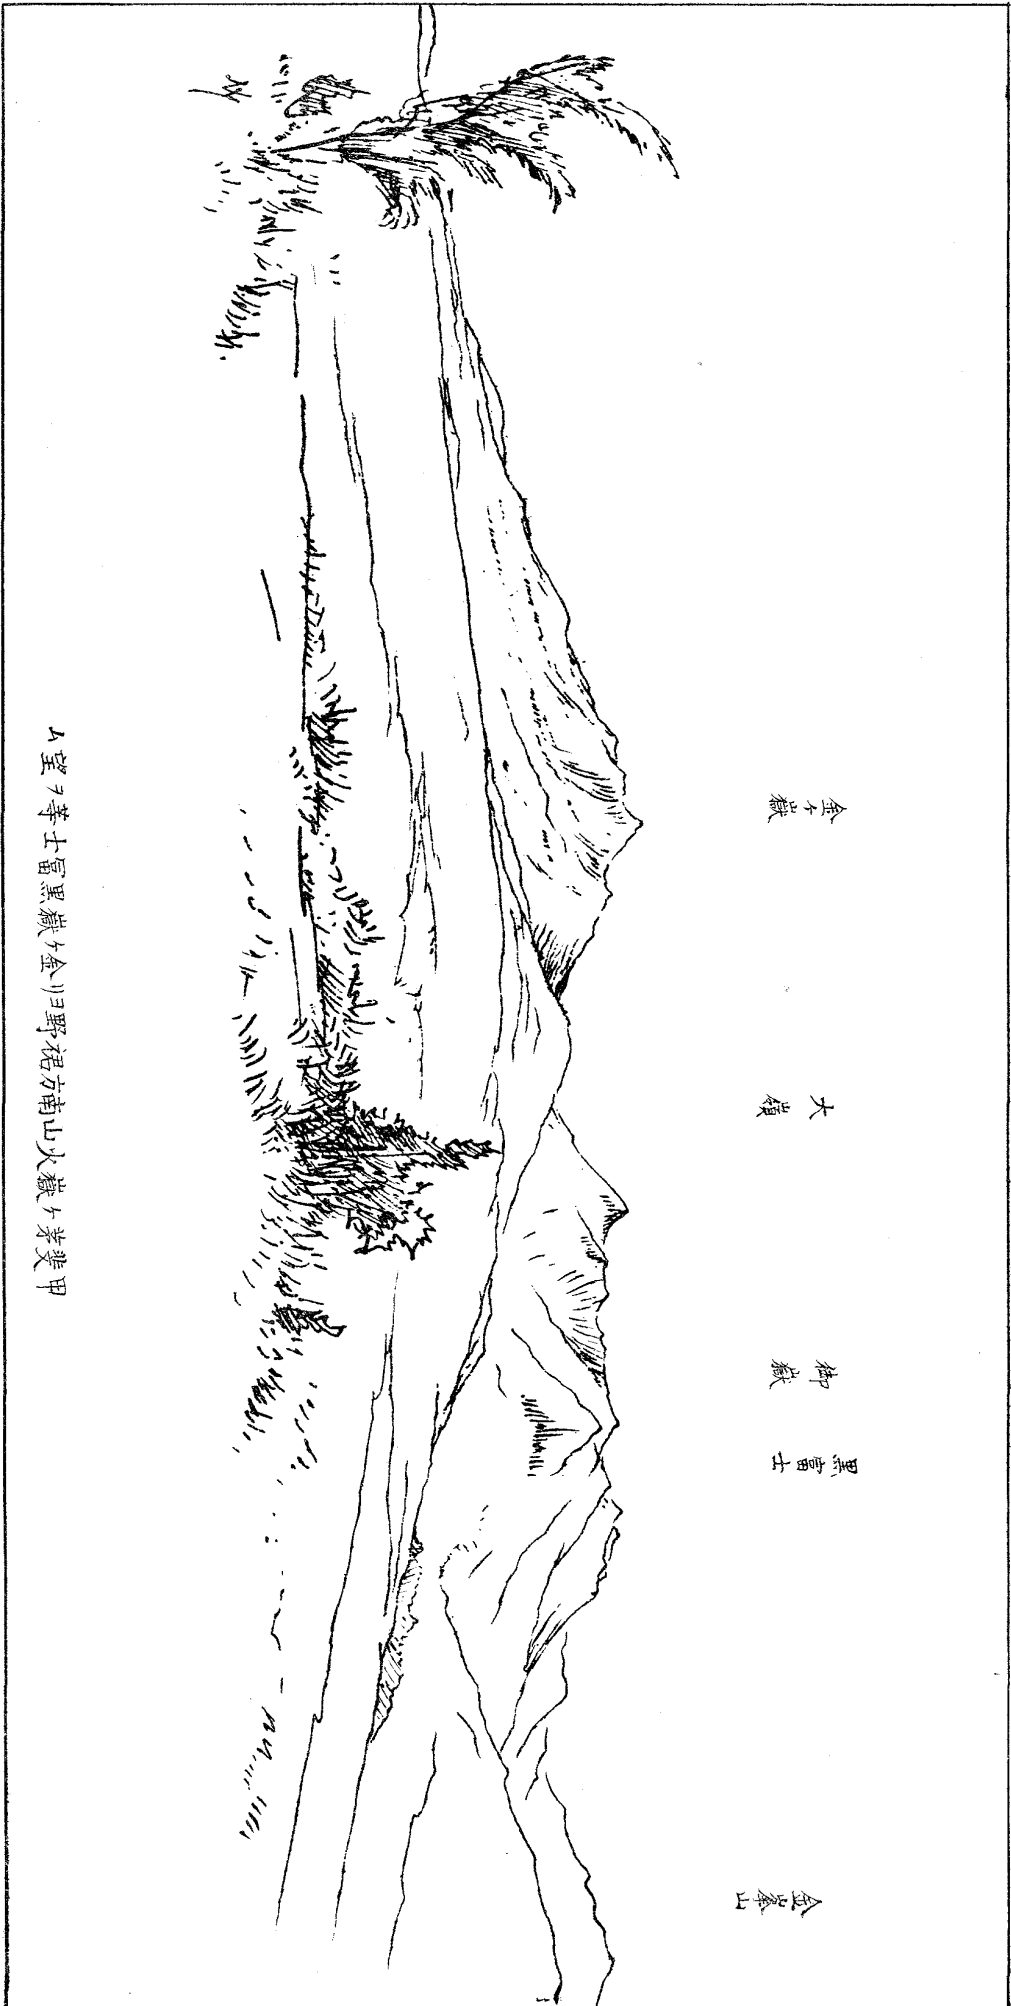 金ヶ嶽
大嶺
御嶽
黒富士
金峯山
甲斐茅ヶ嶽火山南方裾野ヨリ金ヶ嶽黒富士等ヲ望ム